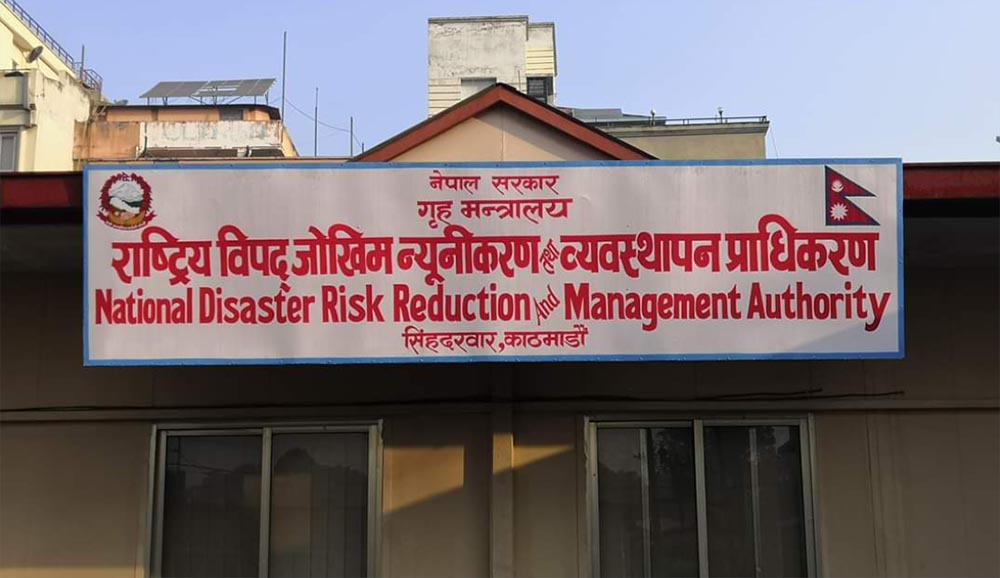 नेपाल सरकार
गृह मन्त्रालय
राष्ट्रिय विपद् जोखिम न्यूनीकरण तथा व्यवस्थापन प्राधिकरण
National Disaster Risk Reduction And Management Authority
सिंहदरवार, काठमाडौं